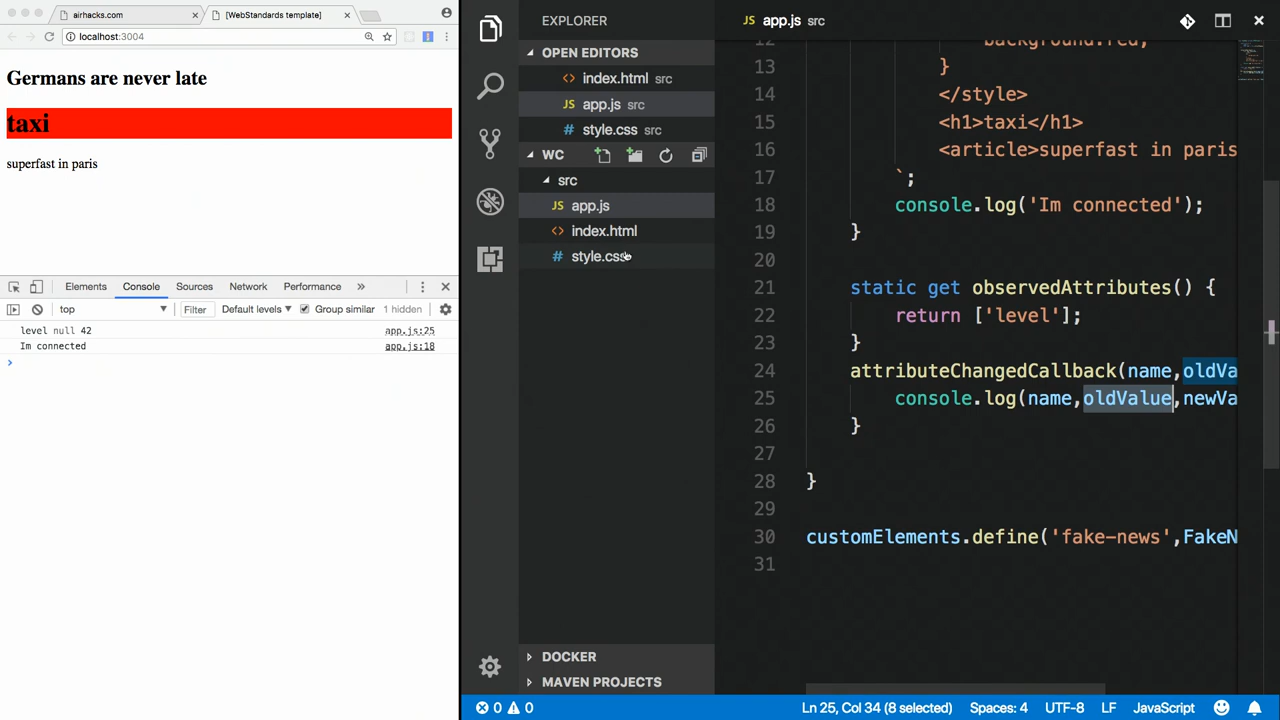 airhacks.com
[WebStandards template]
localhost:3004
Germans are never late
taxi
superfast in paris
Elements Console Sources Network Performance »
top Filter Default levels Group similar 1 hidden
level null 42 app.js:25
Im connected app.js:18
>
EXPLORER
OPEN EDITORS
<> index.html src
JS app.js src
# style.css src
WC
src
JS app.js
<> index.html
# style.css
DOCKER
MAVEN PROJECTS
JS app.js src
12 background:red;
13 }
14 </style>
15 <h1>taxi</h1>
16 <article>superfast in paris
17 `;
18 console.log('Im connected');
19 }
20
21 static get observedAttributes() {
22 return ['level'];
23 }
24 attributeChangedCallback(name,oldVa
25 console.log(name,oldValue,newVa
26 }
27
28 }
29
30 customElements.define('fake-news',FakeN
31
0 0 Ln 25, Col 34 (8 selected) Spaces: 4 UTF-8 LF JavaScript